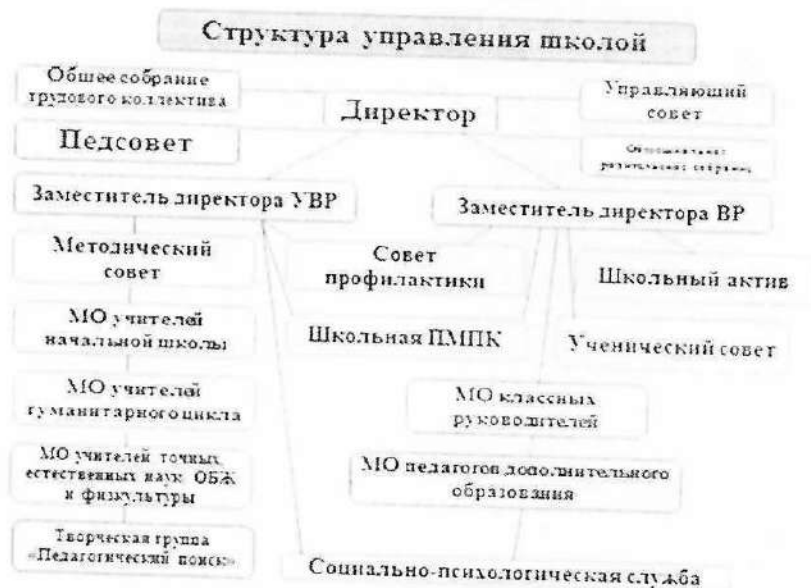 Структура управления школой
Общее собрание
трудового коллектива
Директор
Управляющий
совет
Педсовет
родительское собрание
Заместитель директора УВР
Заместитель директора ВР
Методический
совет
Совет
профилактики
Школьный актив
МО учителей
начальной школы
Школьная ПМПК
Ученический совет
МО учителей
гуманитарного цикла
МО классных
руководителей
МО учителей точных,
естественных наук ОБЖ
и физкультуры
МО педагогов дополнительного
образования
Творческая группа
«Педагогический поиск»
Социально-психологическая служба